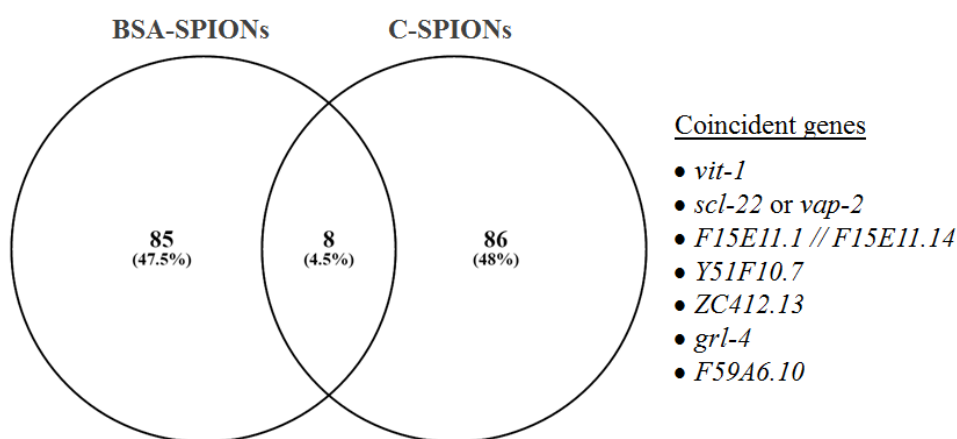 BSA-SPIONs C-SPIONs
85 8 86
(47.5%) (4.5%) (48%)
Coincident genes
• vit-1
• scl-22 or vap-2
• F15E11.1 // F15E11.14
• Y51F10.7
• ZC412.13
• grl-4
• F59A6.10